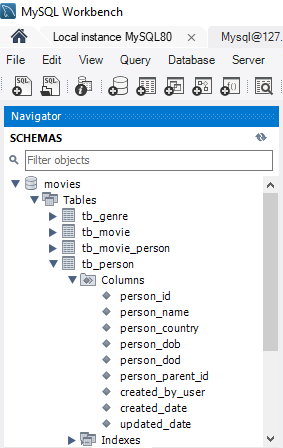 MySQL Workbench
Local instance MySQL80 × Mysql@127.
File Edit View Query Database Server
Navigator
SCHEMAS
Filter objects
movies
Tables
tb_genre
tb_movie
tb_movie_person
tb_person
Columns
person_id
person_name
person_country
person_dob
person_dod
person_parent_id
created_by_user
created_date
updated_date
Indexes